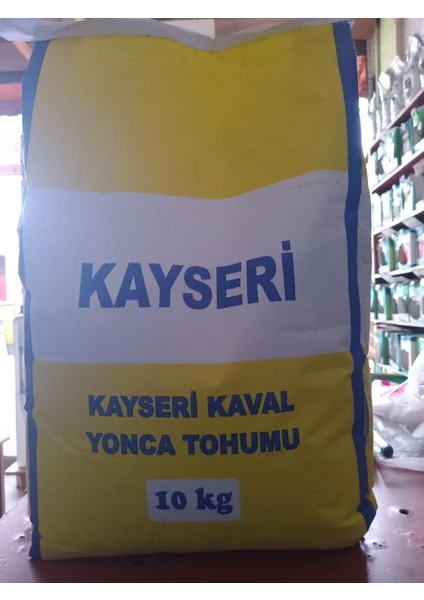 KAYSERİ
KAYSERİ KAVAL
YONCA TOHUMU
10 kg